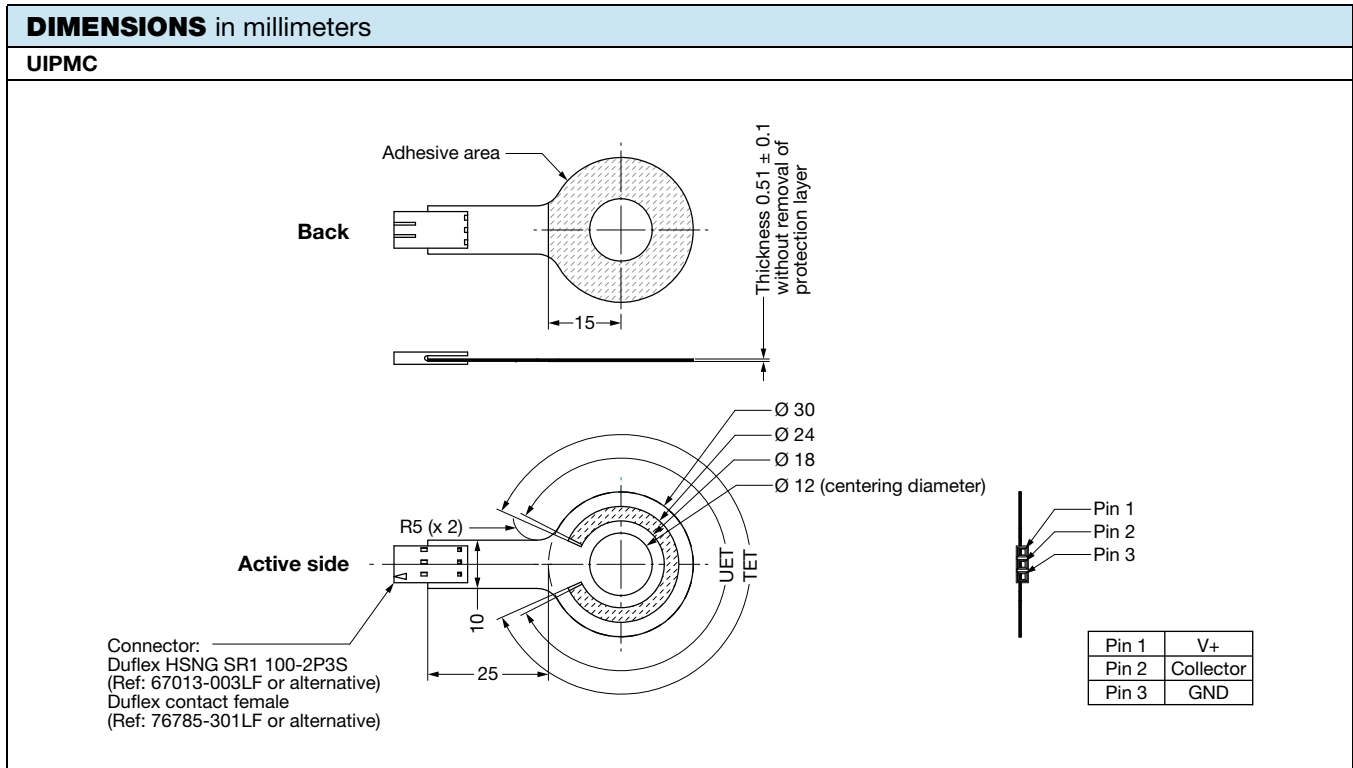 DIMENSIONS in millimeters
UIPMC
Adhesive area
Back
Thickness 0.51 ± 0.1
without removal of
protection layer
15
Ø 30
Ø 24
Ø 18
Ø 12 (centering diameter)
R5 (x 2)
Active side
UET
TET
10
25
Connector:
Duflex HSNG SR1 100-2P3S
(Ref: 67013-003LF or alternative)
Duflex contact female
(Ref: 76785-301LF or alternative)
Pin 1
Pin 2
Pin 3
Pin 1 V+
Pin 2 Collector
Pin 3 GND